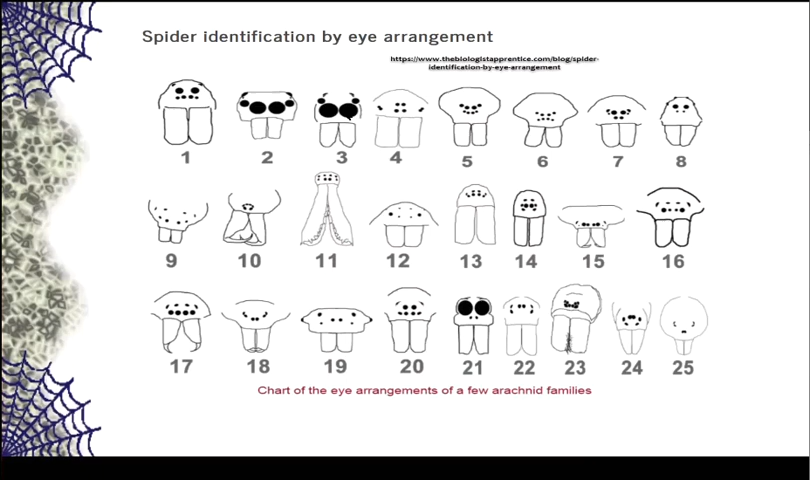 Spider identification by eye arrangement
https://www.thebiologistapprentice.com/blog/spider-
identification-by-eye-arrangement
1 2 3 4 5 6 7 8
9 10 11 12 13 14 15 16
17 18 19 20 21 22 23 24 25
Chart of the eye arrangements of a few arachnid families